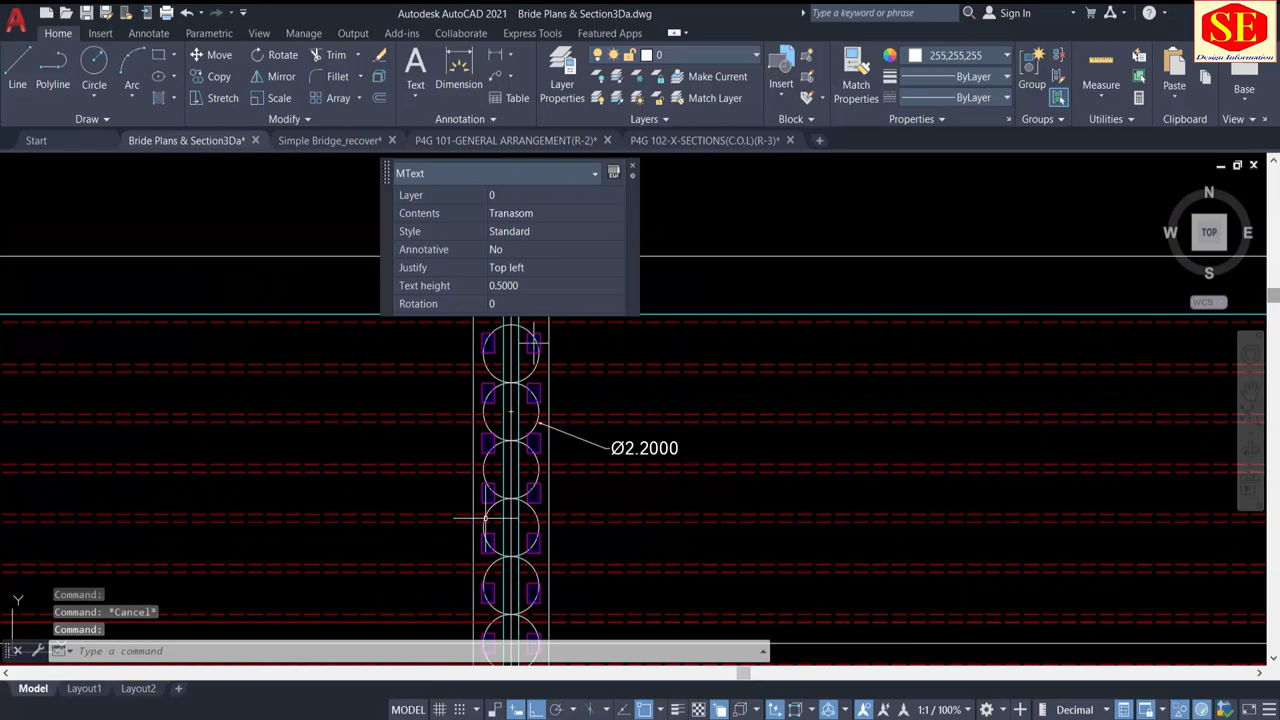 Autodesk AutoCAD 2021 Bride Plans & Section3Da.dwg
Type a keyword or phrase
Sign In
SE
Design Information
Home Insert Annotate Parametric View Manage Output Add-ins Collaborate Express Tools Featured Apps
Line Polyline Circle Arc
Move Rotate Trim
Copy Mirror Fillet
Stretch Scale Array
Text Dimension Table
Layer Properties
0
Make Current
Match Layer
Insert
Match Properties
255,255,255
ByLayer
ByLayer
Group
Measure
Paste
Base
Draw Modify Annotation Layers Block Properties Groups Utilities Clipboard View
Start Bride Plans & Section3Da* Simple Bridge_recover* P4G 101-GENERAL ARRANGEMENT(R-2)* P4G 102-X-SECTIONS(C.O.L)(R-3)*
MText
Layer 0
Contents Tranasom
Style Standard
Annotative No
Justify Top left
Text height 0.5000
Rotation 0
N
W TOP E
S
WCS
Ø2.2000
Y
Command:
Command: *Cancel*
Command:
Type a command
Model Layout1 Layout2
MODEL 1:1 / 100% Decimal